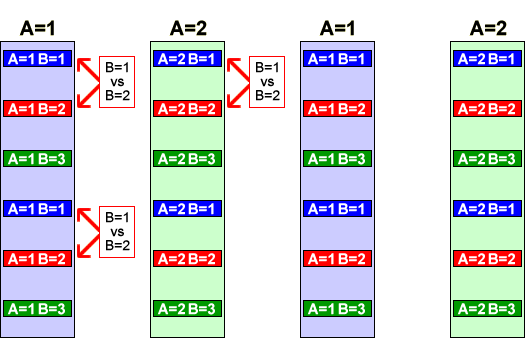 A=1
A=2
A=1
A=2
A=1 B=1
A=1 B=2
A=1 B=3
A=1 B=1
A=1 B=2
A=1 B=3
B=1
vs
B=2
B=1
vs
B=2
A=2 B=1
A=2 B=2
A=2 B=3
A=2 B=1
A=2 B=2
A=2 B=3
B=1
vs
B=2
A=1 B=1
A=1 B=2
A=1 B=3
A=1 B=1
A=1 B=2
A=1 B=3
A=2 B=1
A=2 B=2
A=2 B=3
A=2 B=1
A=2 B=2
A=2 B=3